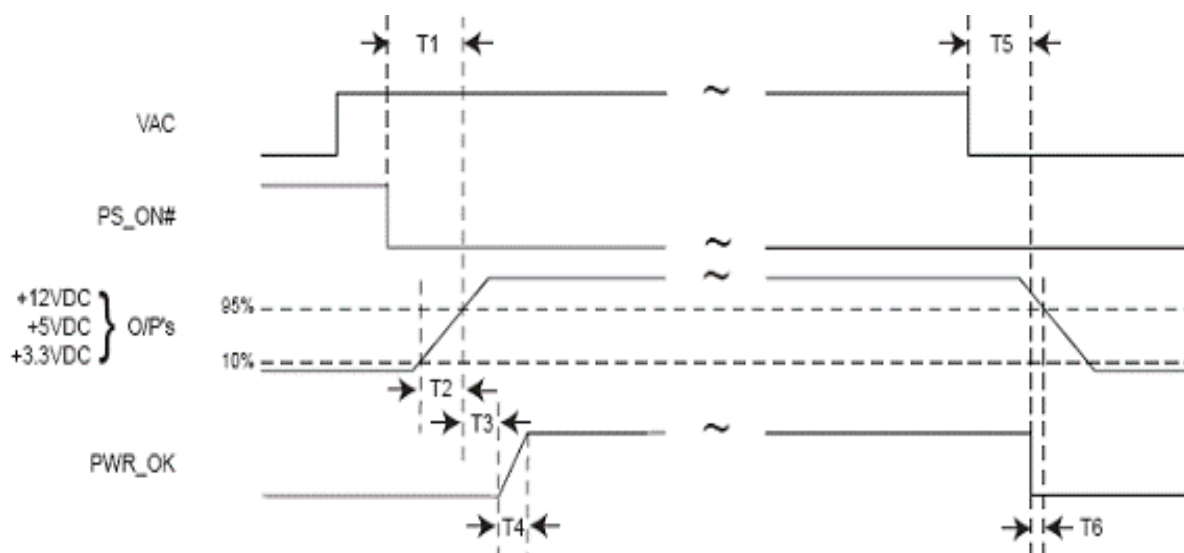 T1
T5
VAC
~
PS_ON#
~
+12VDC
+5VDC } O/P's
+3.3VDC
~
95%
10%
T2
T3
PWR_OK
~
T4
T6